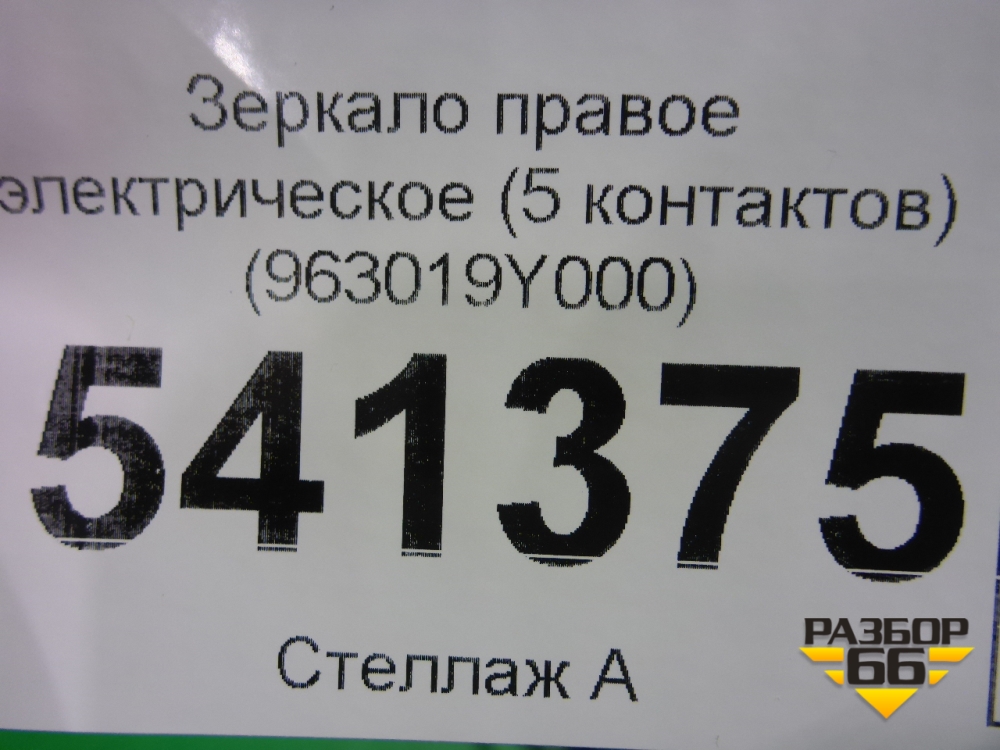 Зеркало правое
электрическое (5 контактов)
(963019Y000)
541375
Стеллаж А
РАЗБОР
66